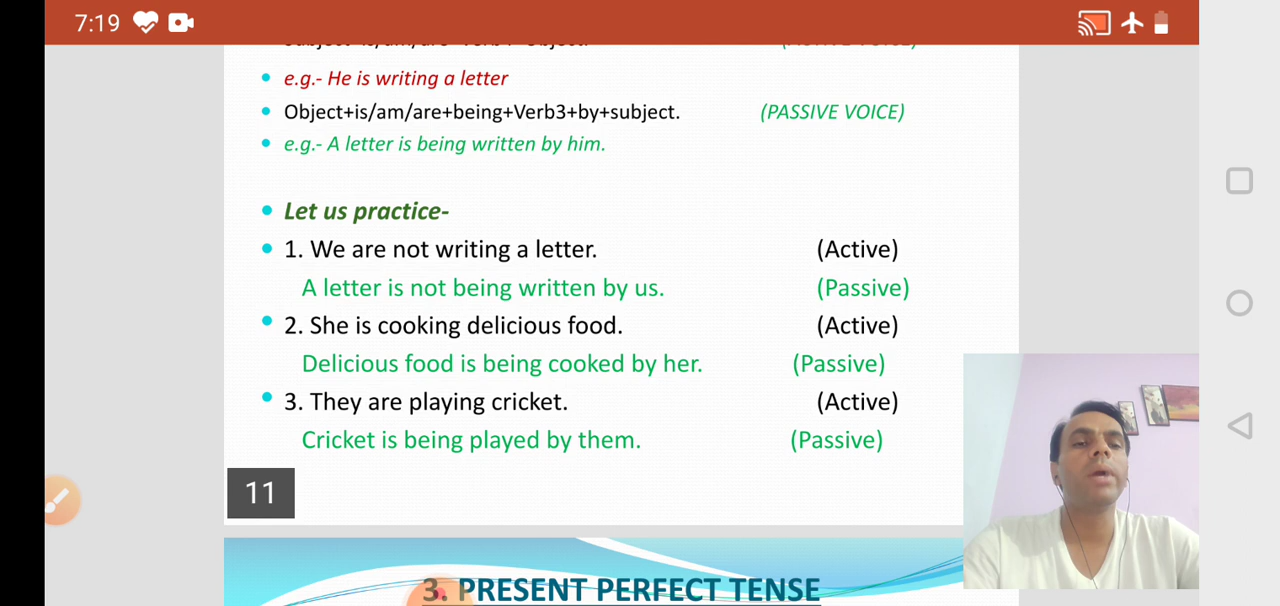 7:19
e.g.- He is writing a letter
Object+is/am/are+being+Verb3+by+subject. (PASSIVE VOICE)
e.g.- A letter is being written by him.
Let us practice-
1. We are not writing a letter. (Active)
A letter is not being written by us. (Passive)
2. She is cooking delicious food. (Active)
Delicious food is being cooked by her. (Passive)
3. They are playing cricket. (Active)
Cricket is being played by them. (Passive)
11
3. PRESENT PERFECT TENSE